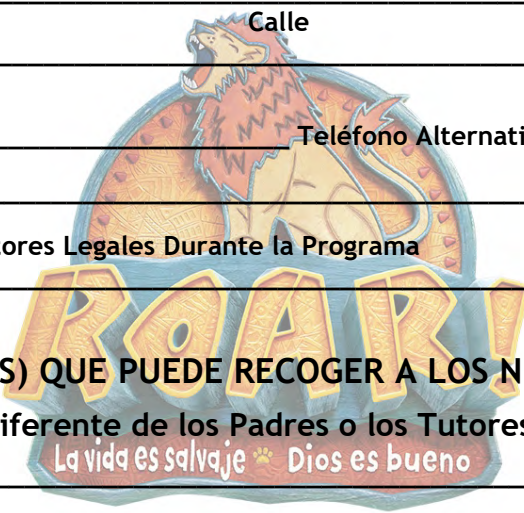 Calle
Teléfono Alternati
tores Legales Durante la Programa
ROAR!
S) QUE PUEDE RECOGER A LOS N
iferente de los Padres o los Tutores
La vida es salvaje Dios es bueno